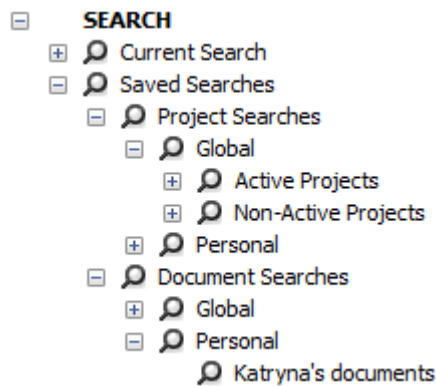 SEARCH
Current Search
Saved Searches
Project Searches
Global
Active Projects
Non-Active Projects
Personal
Document Searches
Global
Personal
Katryna's documents